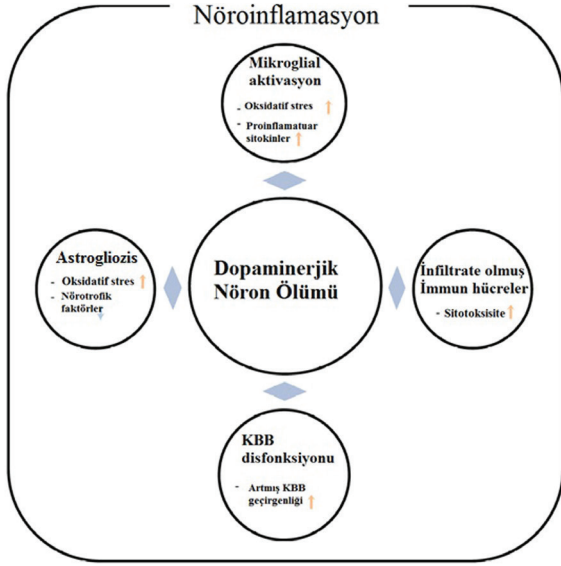 Nöroinflamasyon
Mikroglial
aktivasyon
- Oksidatif stres ↑
- Proinflamatuar
sitokinler ↑
Astrogliozis
- Oksidatif stres ↑
- Nörotrofik
faktörler ↓
Dopaminerjik
Nöron Ölümü
İnfiltrate olmuş
İmmun hücreler
- Sitotoksisite ↑
KBB
disfonksiyonu
- Artmış KBB
geçirgenliği ↑